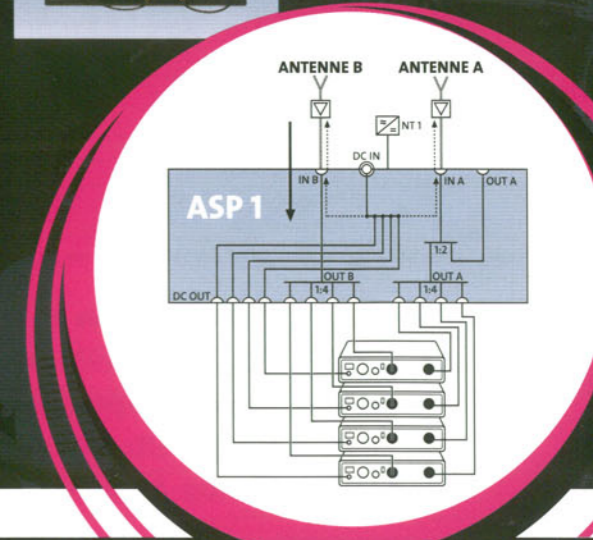 ANTENNE B ANTENNE A
NT 1
DC IN
IN B IN A OUT A
ASP 1
1:2
OUT B OUT A
1:4 1:4
DC OUT